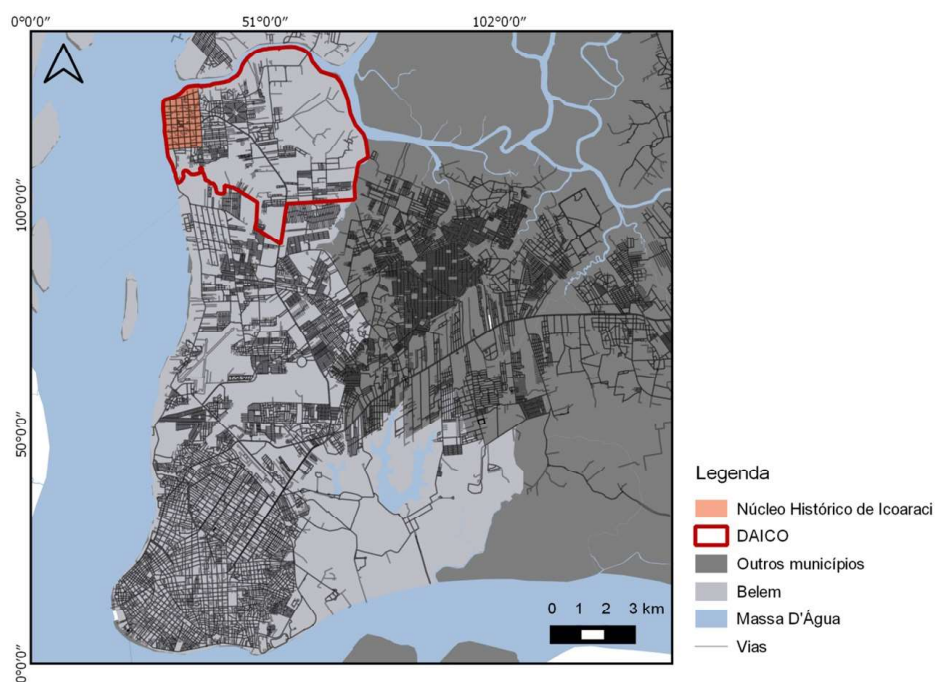 0°0'0"
51°0'0"
102°0'0"
100°0'0"
50°0'0"
0°0'0"
0 1 2 3 km
Legenda
Núcleo Histórico de Icoaraci
DAICO
Outros municípios
Belem
Massa D'Água
Vias